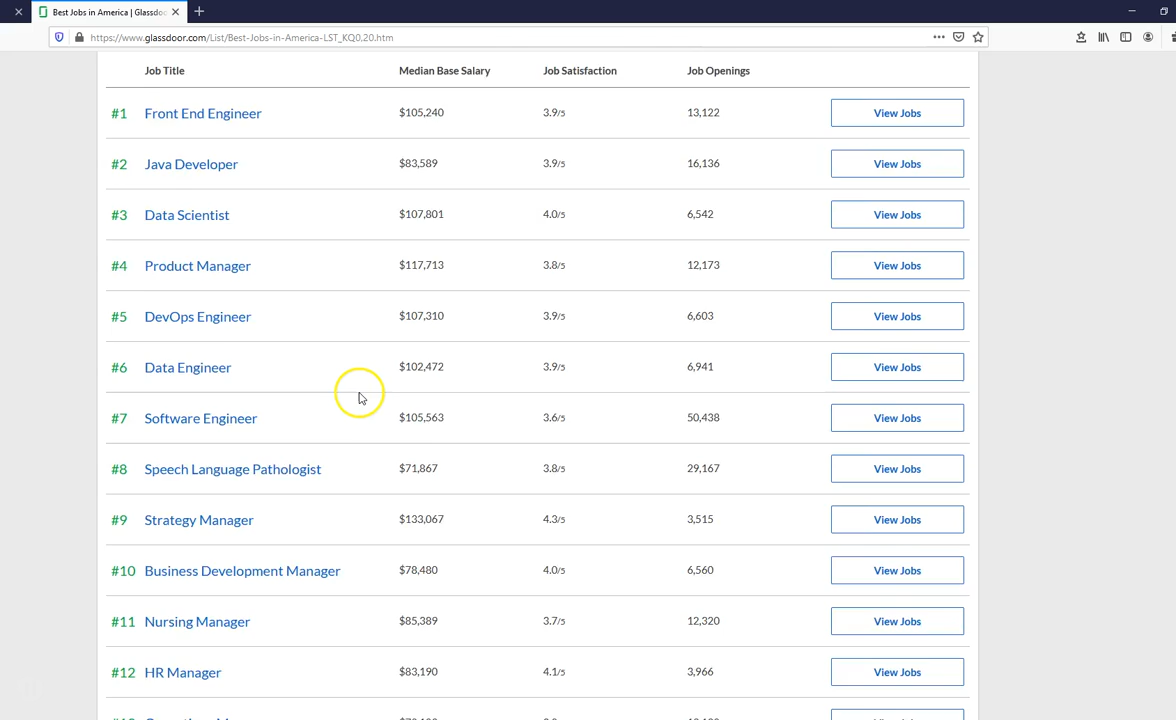 Best Jobs in America | Glassdoo
https://www.glassdoor.com/List/Best-Jobs-in-America-LST_KQ0,20.htm
Job Title Median Base Salary Job Satisfaction Job Openings
#1 Front End Engineer $105,240 3.9/5 13,122 View Jobs
#2 Java Developer $83,589 3.9/5 16,136 View Jobs
#3 Data Scientist $107,801 4.0/5 6,542 View Jobs
#4 Product Manager $117,713 3.8/5 12,173 View Jobs
#5 DevOps Engineer $107,310 3.9/5 6,603 View Jobs
#6 Data Engineer $102,472 3.9/5 6,941 View Jobs
#7 Software Engineer $105,563 3.6/5 50,438 View Jobs
#8 Speech Language Pathologist $71,867 3.8/5 29,167 View Jobs
#9 Strategy Manager $133,067 4.3/5 3,515 View Jobs
#10 Business Development Manager $78,480 4.0/5 6,560 View Jobs
#11 Nursing Manager $85,389 3.7/5 12,320 View Jobs
#12 HR Manager $83,190 4.1/5 3,966 View Jobs